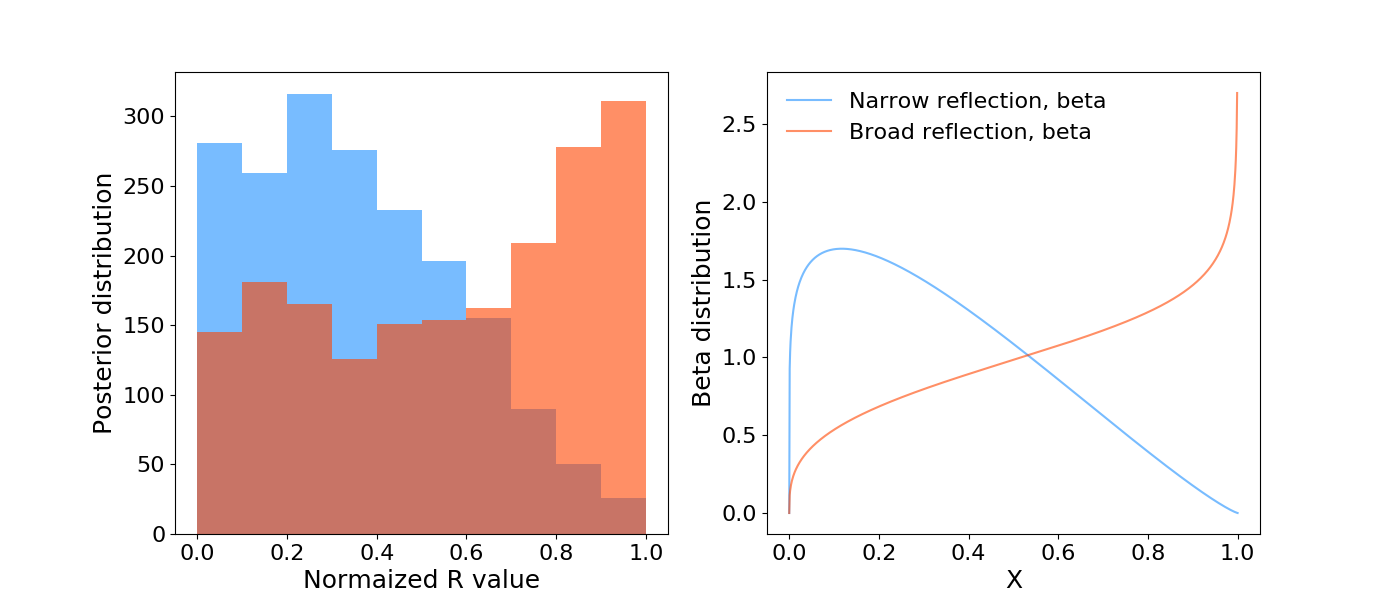 Posterior distribution
300
250
200
150
100
50
0
0.0 0.2 0.4 0.6 0.8 1.0
Normaized R value
Beta distribution
2.5
2.0
1.5
1.0
0.5
0.0
Narrow reflection, beta
Broad reflection, beta
0.0 0.2 0.4 0.6 0.8 1.0
X